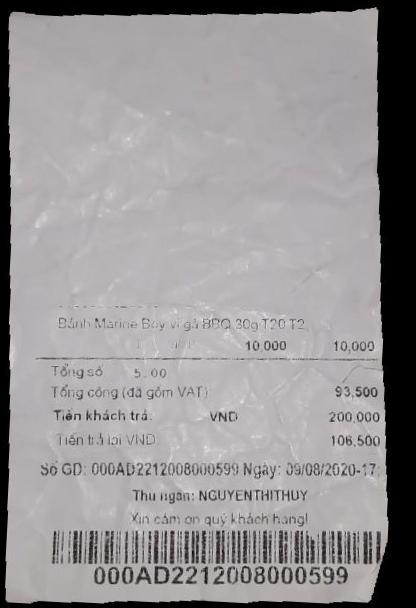 Bánh Marine Boy vị gà BBQ 30g T20 T2
10,000 10,000
Tổng số 5.00
Tổng cộng (đã gồm VAT) 93,500
Tiền khách trả: VND 200,000
Tiền trả lại VND: 106,500
Số GD: 000AD2212008000599 Ngày: 09/08/2020-17:
Thu ngân: NGUYENTHITHUY
Xin cảm ơn quý khách hàng!
000AD2212008000599